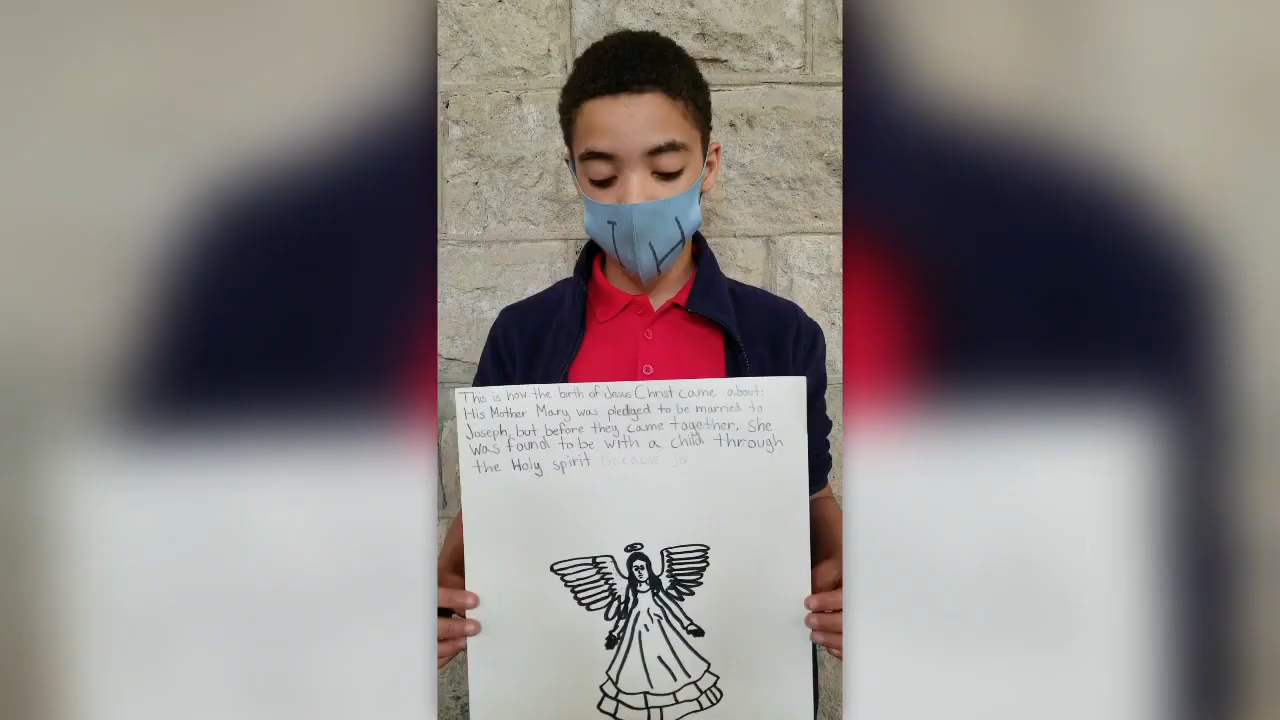 This is how the birth of Jesus Christ came about:
His Mother Mary was pledged to be married to
Joseph, but before they came together, She
was found to be with a child through
the Holy spirit